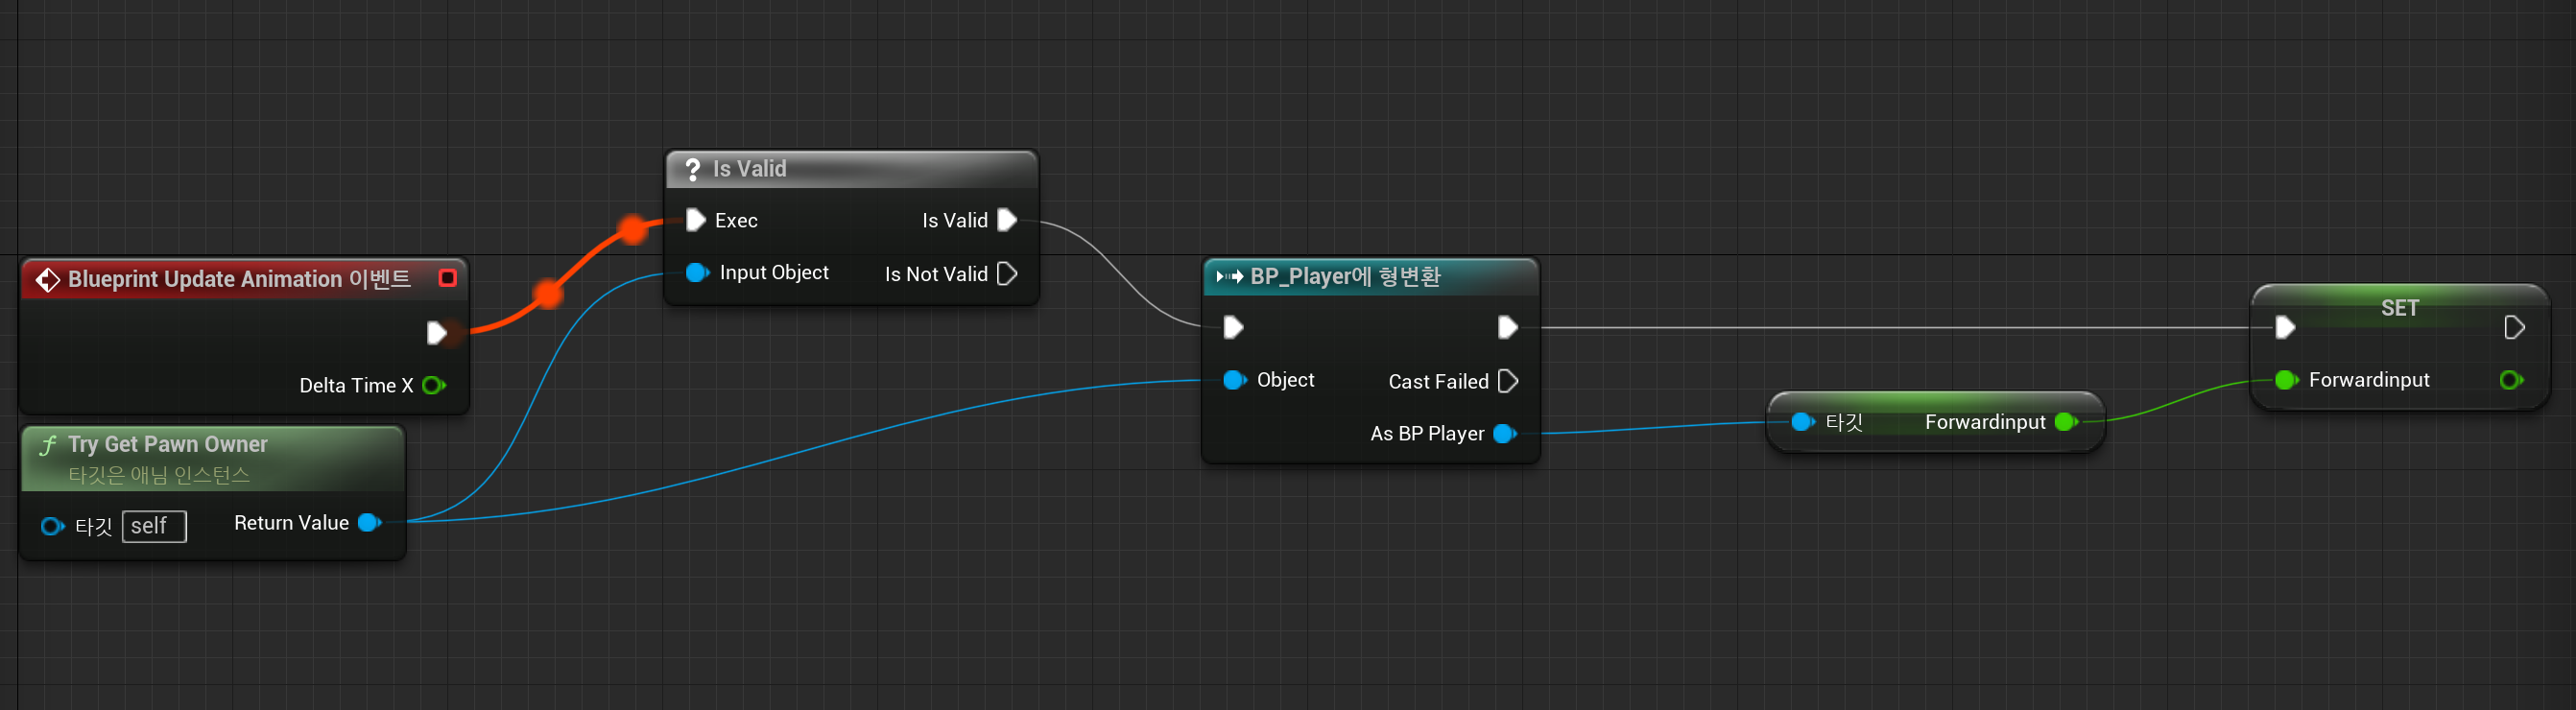 Blueprint Update Animation 이벤트
Delta Time X
Try Get Pawn Owner
타깃은 애님 인스턴스
타깃 self Return Value
? Is Valid
Exec Is Valid
Input Object Is Not Valid
BP_Player에 형변환
Object Cast Failed
As BP Player
타깃 Forwardinput
SET
Forwardinput